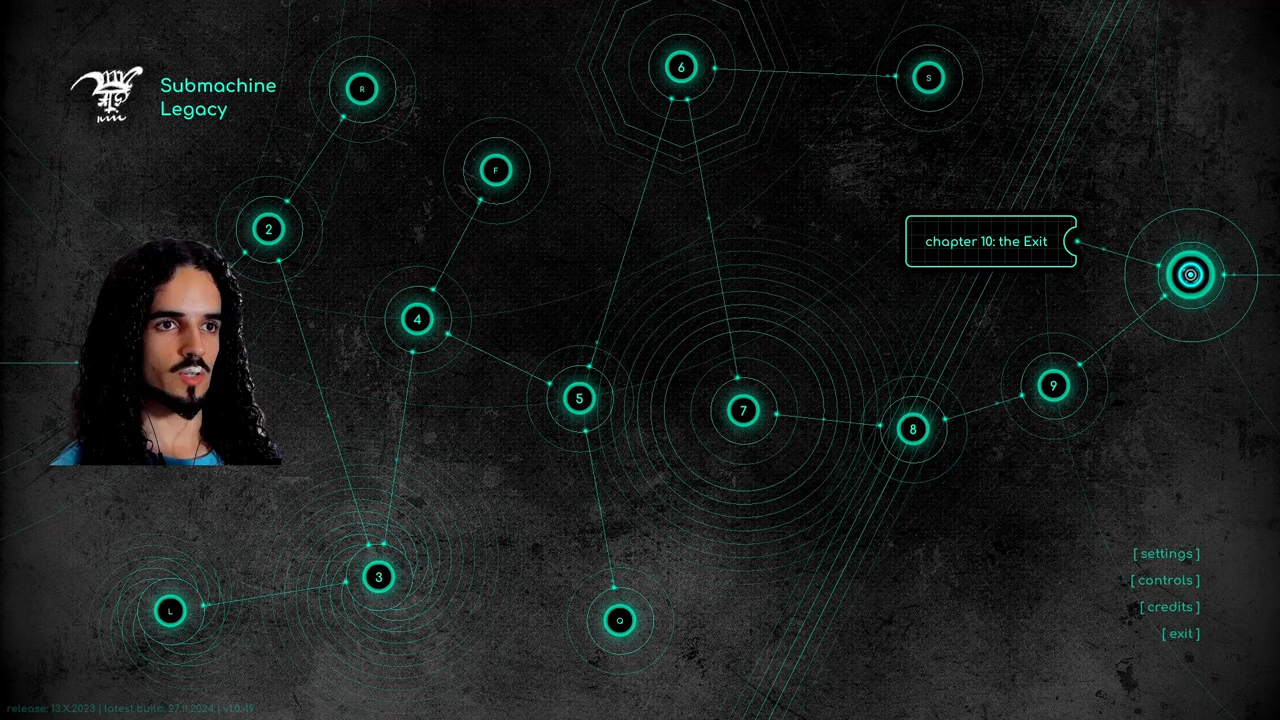 Submachine
Legacy
R
6
S
F
2
chapter 10: the Exit
4
9
5
7
8
3
L
Q
[ settings ]
[ controls ]
[ credits ]
[ exit ]
release: 13.X.2023 | latest build: 27.II.2024 | v1.0.49